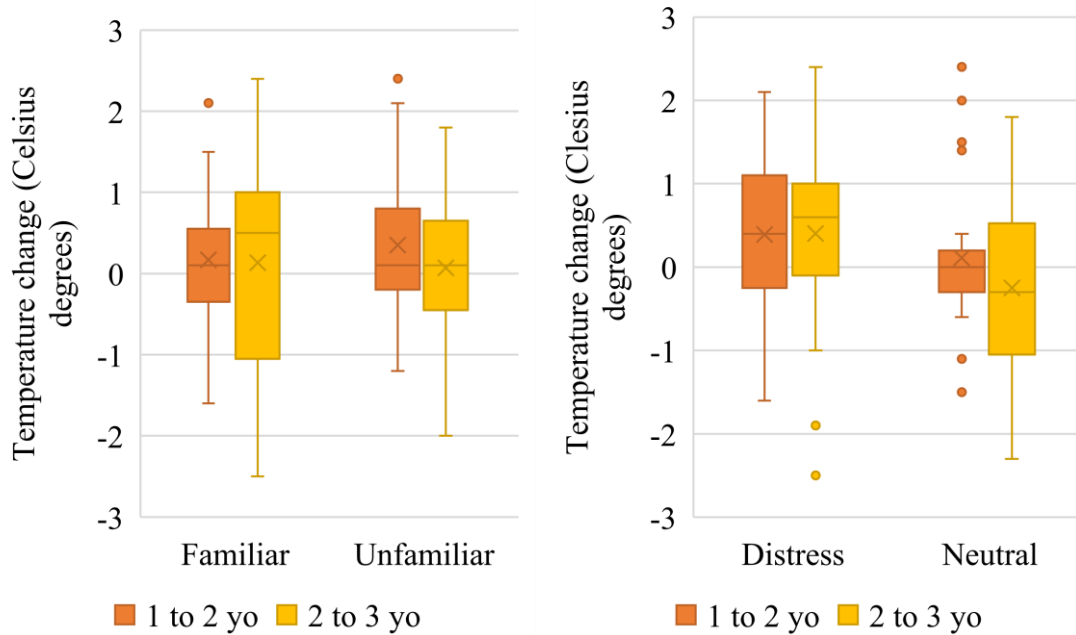 Temperature change (Celsius
degrees)
3
2
1
0
-1
-2
-3
Familiar
Unfamiliar
1 to 2 yo
2 to 3 yo
Temperature change (Clesius
degrees)
3
2
1
0
-1
-2
-3
Distress
Neutral
1 to 2 yo
2 to 3 yo